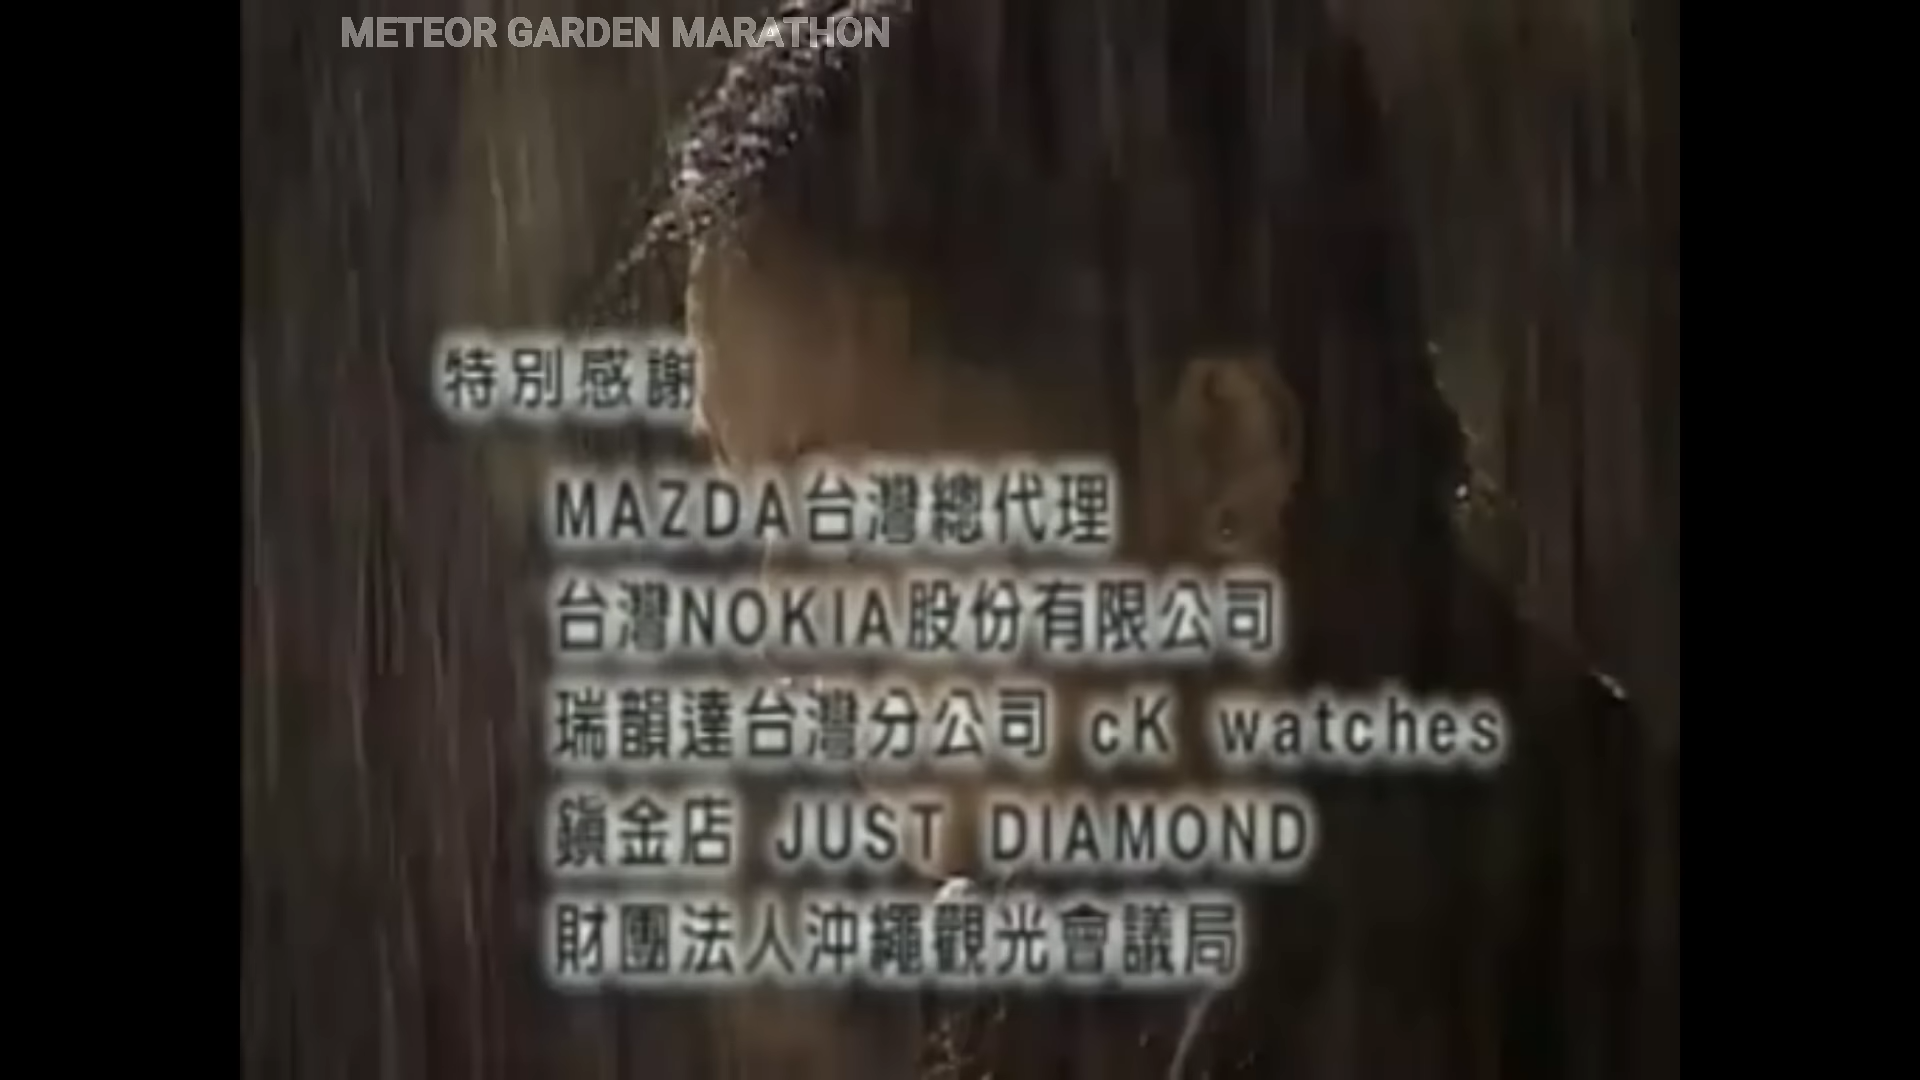 METEOR GARDEN MARATHON
特別感謝
MAZDA台灣總代理
台灣NOKIA股份有限公司
瑞韻達台灣分公司 cK watches
鎮金店 JUST DIAMOND
財團法人沖繩觀光會議局